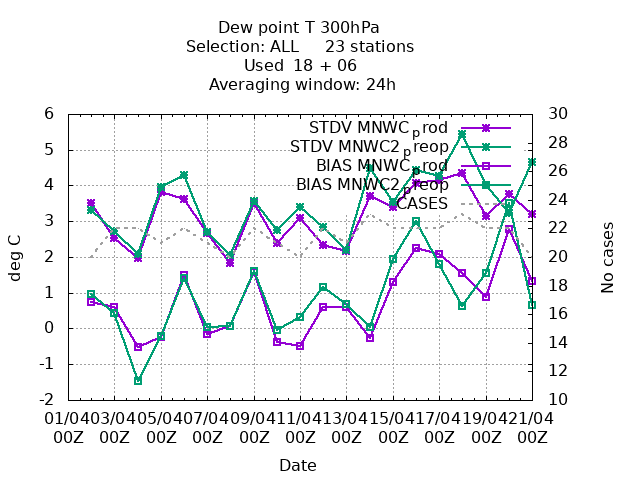 Dew point T 300hPa
Selection: ALL 23 stations
Used 18 + 06
Averaging window: 24h
STDV MNWC_prod
STDV MNWC2_preop
BIAS MNWC_prod
BIAS MNWC2_preop
CASES
deg C
6
5
4
3
2
1
0
-1
-2
30
28
26
24
22
20
18
16
14
12
10
No cases
01/04 03/04 05/04 07/04 09/04 11/04 13/04 15/04 17/04 19/04 21/04
00Z 00Z 00Z 00Z 00Z 00Z 00Z 00Z 00Z 00Z 00Z
Date